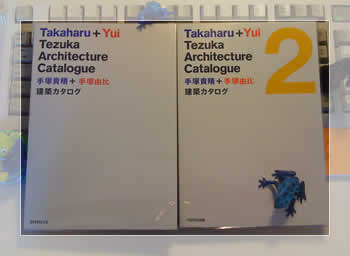 Takaharu + Yui
Tezuka
Architecture
Catalogue
手塚貴晴 + 手塚由比
建築カタログ
Takaharu + Yui
Tezuka
Architecture
Catalogue
手塚貴晴 + 手塚由比
建築カタログ
2